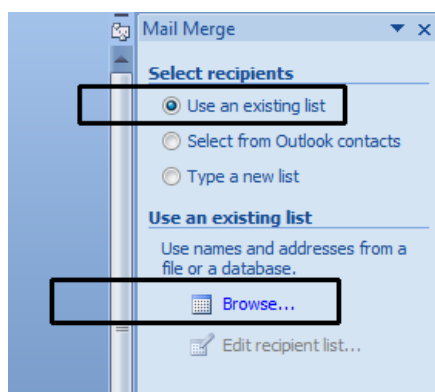 Mail Merge
Select recipients
Use an existing list
Select from Outlook contacts
Type a new list
Use an existing list
Use names and addresses from a
file or a database.
Browse...
Edit recipient list...